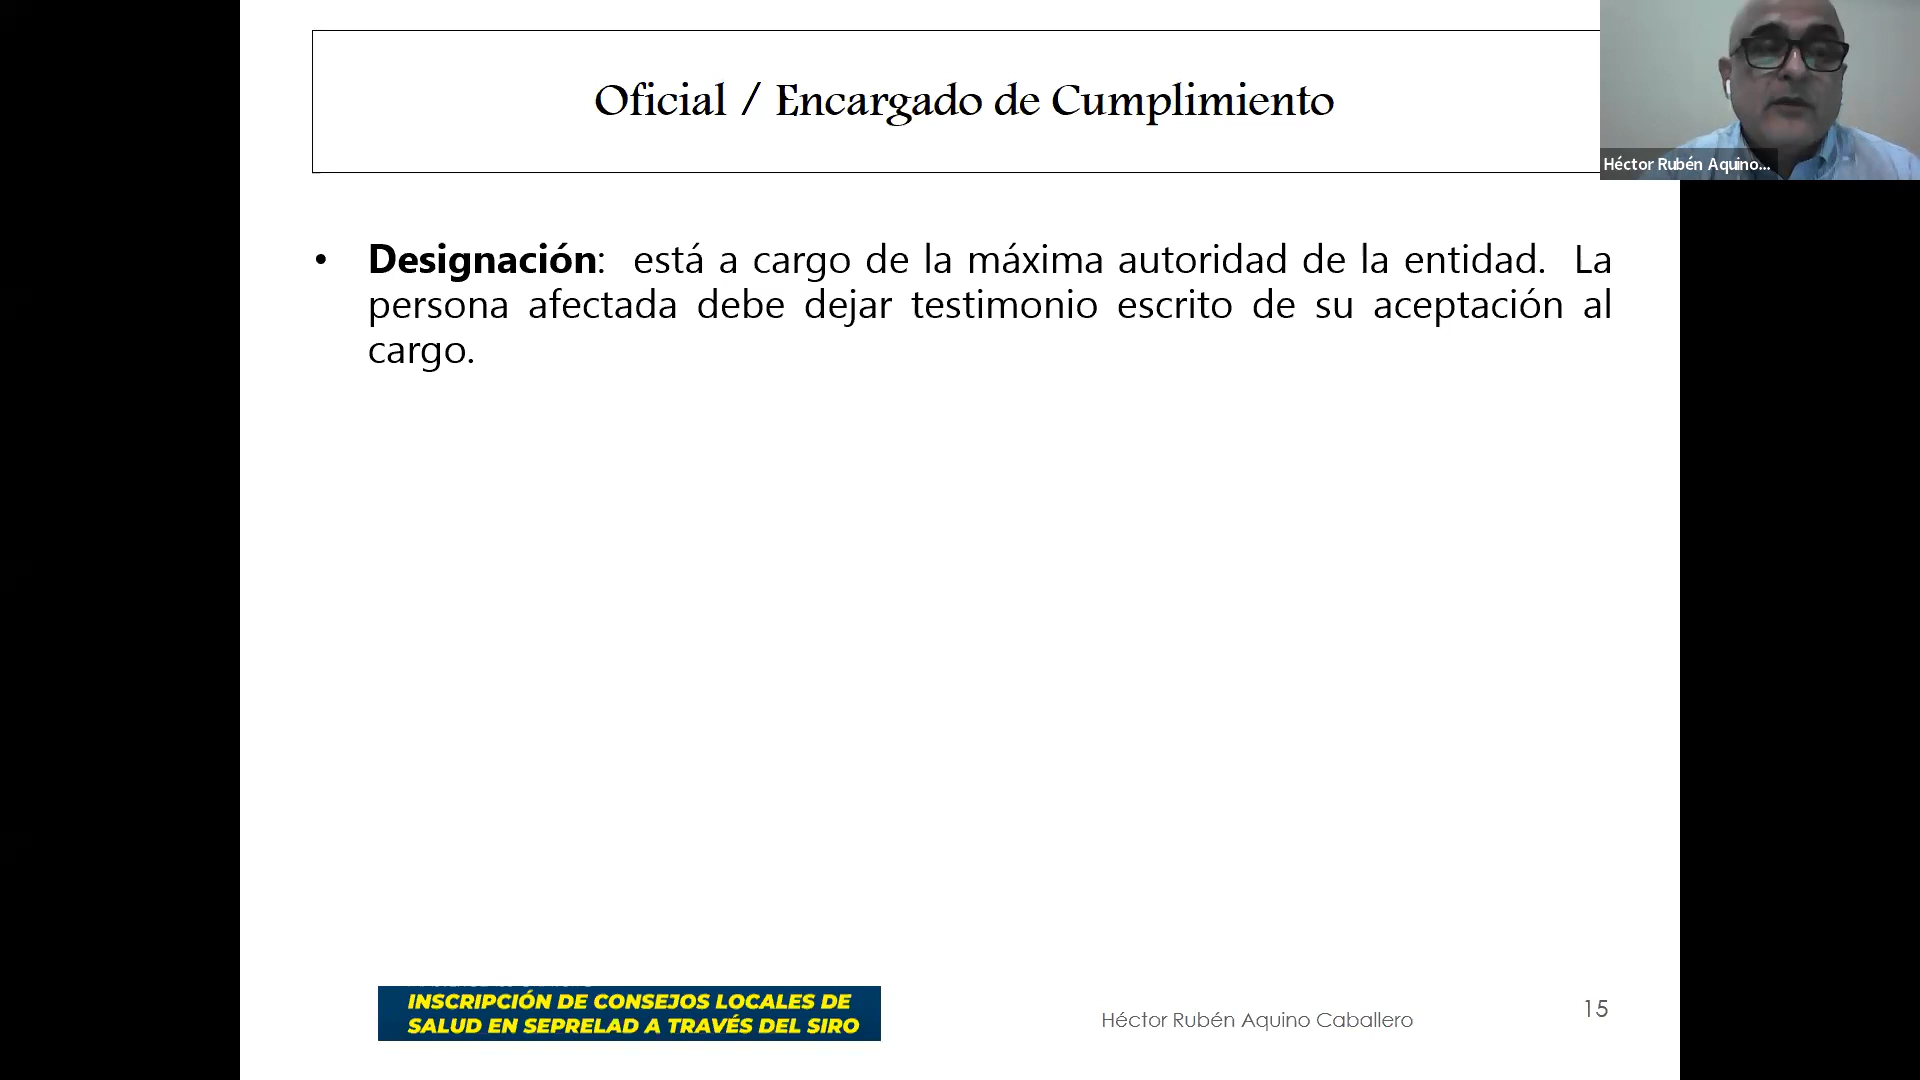 Oficial / Encargado de Cumplimiento
Héctor Rubén Aquino...
• Designación: está a cargo de la máxima autoridad de la entidad. La
persona afectada debe dejar testimonio escrito de su aceptación al
cargo.
INSCRIPCIÓN DE CONSEJOS LOCALES DE
SALUD EN SEPRELAD A TRAVÉS DEL SIRO
Héctor Rubén Aquino Caballero
15